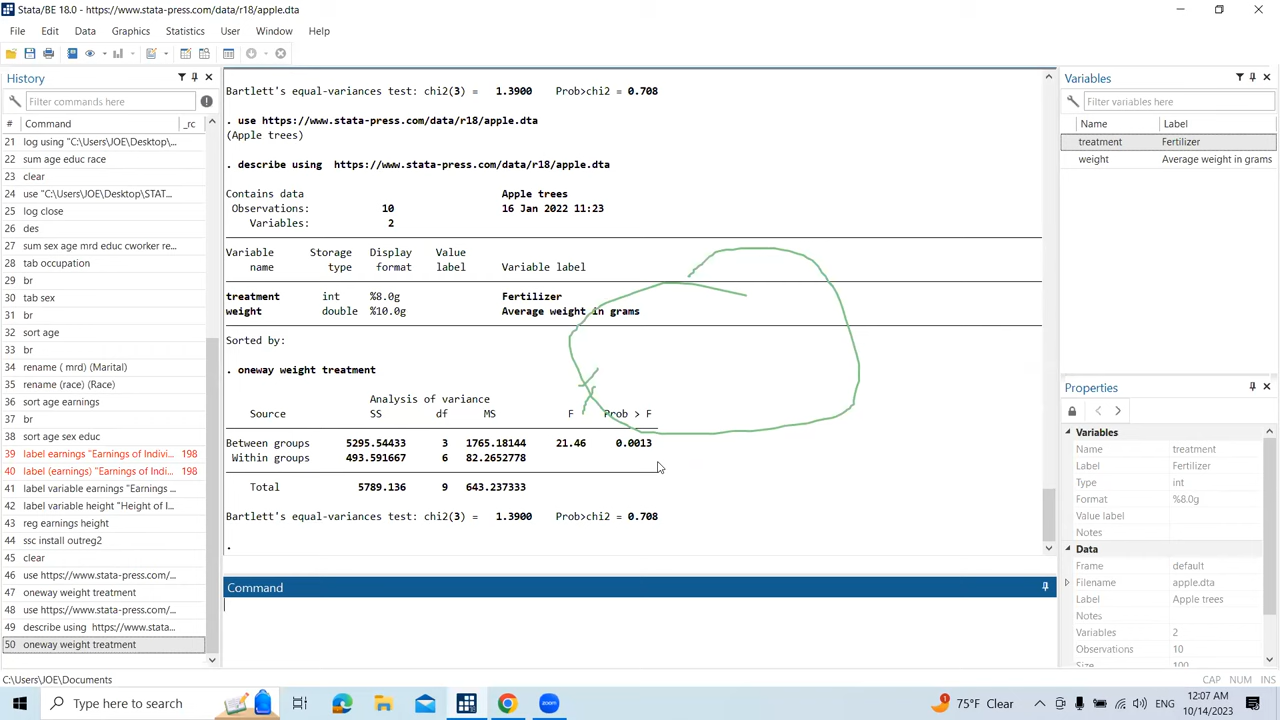 Stata/BE 18.0 - https://www.stata-press.com/data/r18/apple.dta
File Edit Data Graphics Statistics User Window Help
History
Filter commands here
# Command _rc
21 log using "C:\Users\JOE\Desktop\...
22 sum age educ race
23 clear
24 use "C:\Users\JOE\Desktop\STAT...
25 log close
26 des
27 sum sex age mrd educ cworker re...
28 tab occupation
29 br
30 tab sex
31 br
32 sort age
33 br
34 rename ( mrd) (Marital)
35 rename (race) (Race)
36 sort age earnings
37 br
38 sort age sex educ
39 label earnings "Earnings of Indivi... 198
40 label (earnings) "Earnings of Indi... 198
41 label variable earnings "Earnings ...
42 label variable height "Height of I...
43 reg earnings height
44 ssc install outreg2
45 clear
46 use https://www.stata-press.com/...
47 oneway weight treatment
48 use https://www.stata-press.com/...
49 describe using  https://www.stata...
50 oneway weight treatment
Bartlett's equal-variances test: chi2(3) =   1.3900    Prob>chi2 = 0.708
. use https://www.stata-press.com/data/r18/apple.dta
(Apple trees)
. describe using  https://www.stata-press.com/data/r18/apple.dta
Contains data Apple trees
Observations: 10 16 Jan 2022 11:23
Variables: 2
Variable Storage Display Value
name type format label Variable label
treatment int %8.0g Fertilizer
weight double %10.0g Average weight in grams
Sorted by:
. oneway weight treatment
Analysis of variance
Source SS df MS F Prob > F
Between groups 5295.54433 3 1765.18144 21.46 0.0013
Within groups 493.591667 6 82.2652778
Total 5789.136 9 643.237333
Bartlett's equal-variances test: chi2(3) =   1.3900    Prob>chi2 = 0.708
.
Command
Variables
Filter variables here
Name Label
treatment Fertilizer
weight Average weight in grams
Properties
Variables
Name treatment
Label Fertilizer
Type int
Format %8.0g
Value label
Notes
Data
Frame default
Filename apple.dta
Label Apple trees
Notes
Variables 2
Observations 10
Size 100
C:\Users\JOE\Documents
CAP NUM INS
Type here to search
zoom
75°F Clear
ENG
12:07 AM
10/14/2023